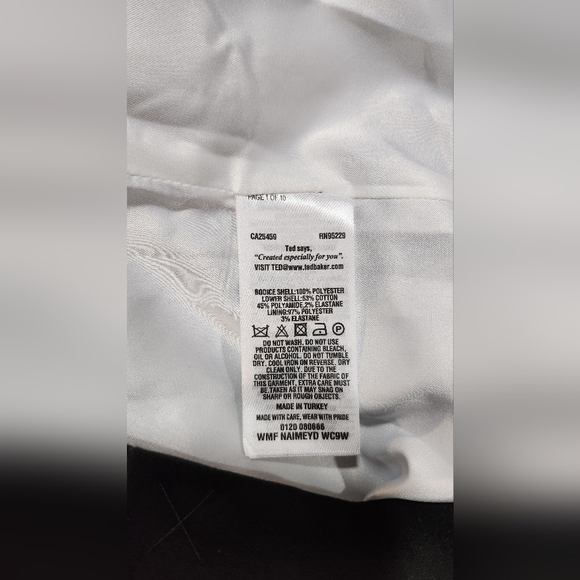 PAGE 1 OF 10
CA25459 RN95229
Ted says,
"Created especially for you".
VISIT TED@www.tedbaker.com
BODICE SHELL:100% POLYESTER
LOWER SHELL:53% COTTON
45% POLYAMIDE,2% ELASTANE
LINING:97% POLYESTER
3% ELASTANE
DO NOT WASH. DO NOT USE
PRODUCTS CONTAINING BLEACH,
OIL OR ALCOHOL. DO NOT TUMBLE
DRY. COOL IRON ON REVERSE. DRY
CLEAN ONLY. DUE TO THE
CONSTRUCTION OF THE FABRIC OF
THIS GARMENT, EXTRA CARE MUST
BE TAKEN AS IT MAY SNAG ON
SHARP OR ROUGH OBJECTS.
MADE IN TURKEY
MADE WITH CARE, WEAR WITH PRIDE
0120 080666
WMF NAIMEYD WC9W